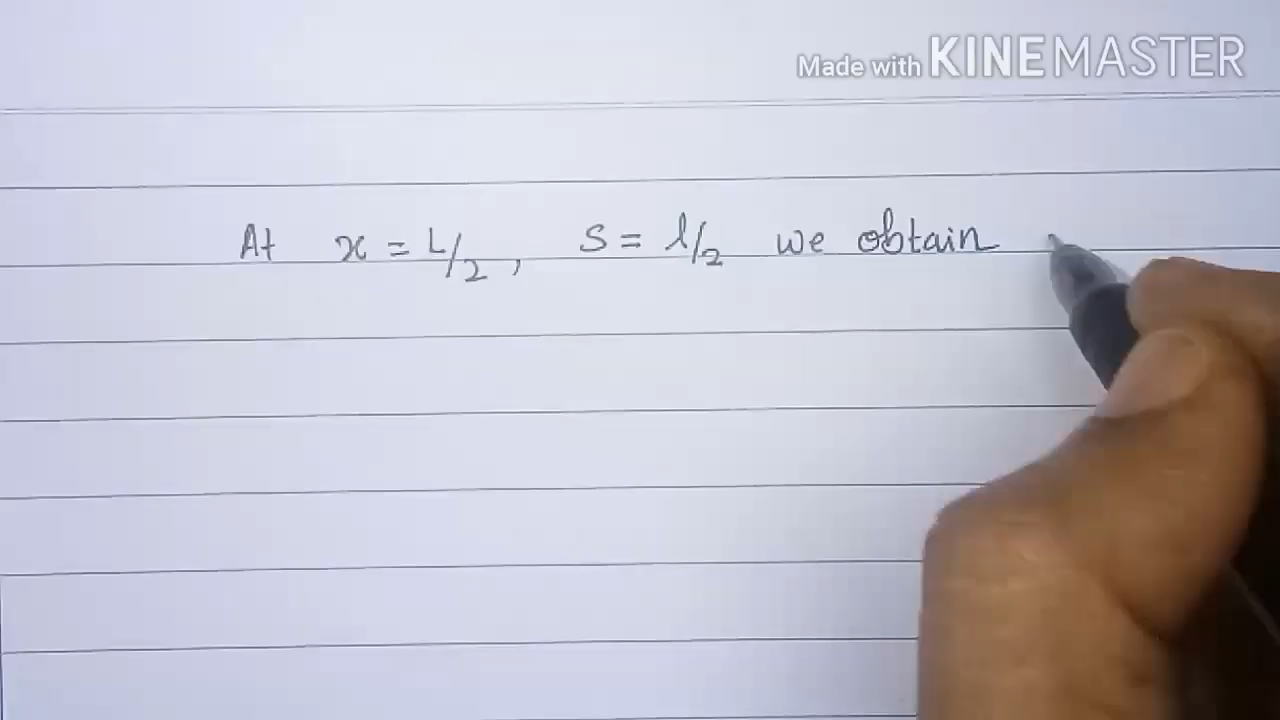 Made with KINEMASTER
At x = L/2, S = l/2 we obtain